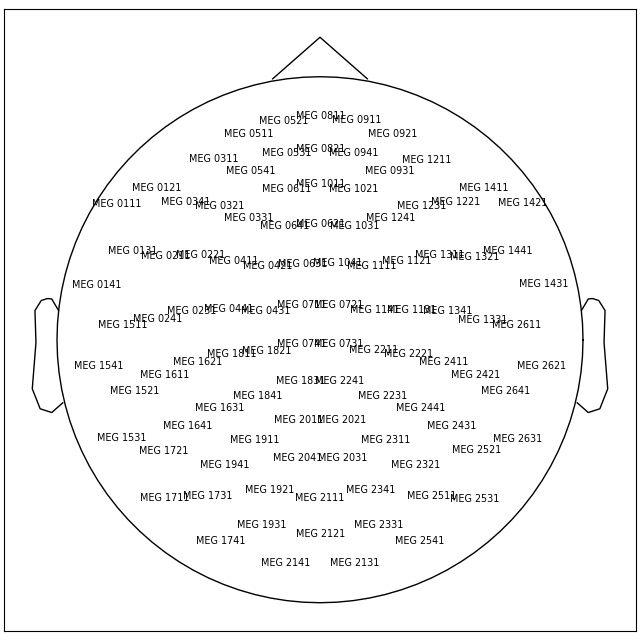 MEG 0811
MEG 0521
MEG 0911
MEG 0511
MEG 0921
MEG 0821
MEG 0531
MEG 0941
MEG 0311
MEG 1211
MEG 0541
MEG 0931
MEG 1011
MEG 0121
MEG 0611
MEG 1021
MEG 1411
MEG 0111
MEG 0341
MEG 0321
MEG 1231
MEG 1221
MEG 1421
MEG 0331
MEG 1241
MEG 0621
MEG 0641
MEG 1031
MEG 0131
MEG 0211
MEG 0221
MEG 1311
MEG 1321
MEG 1441
MEG 0411
MEG 0421
MEG 0631
MEG 1041
MEG 1111
MEG 1121
MEG 0141
MEG 1431
MEG 0231
MEG 0441
MEG 0431
MEG 0711
MEG 0721
MEG 1141
MEG 1131
MEG 1341
MEG 0241
MEG 1331
MEG 1511
MEG 2611
MEG 0741
MEG 0731
MEG 1811
MEG 1821
MEG 2211
MEG 2221
MEG 1621
MEG 2411
MEG 1541
MEG 2621
MEG 1611
MEG 2421
MEG 1831
MEG 2241
MEG 1521
MEG 2641
MEG 1841
MEG 2231
MEG 1631
MEG 2441
MEG 2011
MEG 2021
MEG 1641
MEG 2431
MEG 1531
MEG 1911
MEG 2311
MEG 2631
MEG 1721
MEG 2521
MEG 2041
MEG 2031
MEG 1941
MEG 2321
MEG 1921
MEG 2341
MEG 1711
MEG 1731
MEG 2111
MEG 2511
MEG 2531
MEG 1931
MEG 2331
MEG 2121
MEG 1741
MEG 2541
MEG 2141
MEG 2131